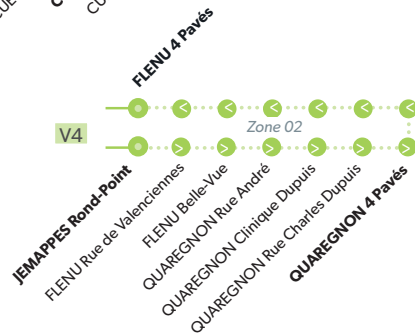 FLENU 4 Pavés
V4
Zone 02
JEMAPPES Rond-Point
FLENU Rue de Valenciennes
FLENU Belle-Vue
QUAREGNON Rue André
QUAREGNON Clinique Dupuis
QUAREGNON Rue Charles Dupuis
QUAREGNON 4 Pavés